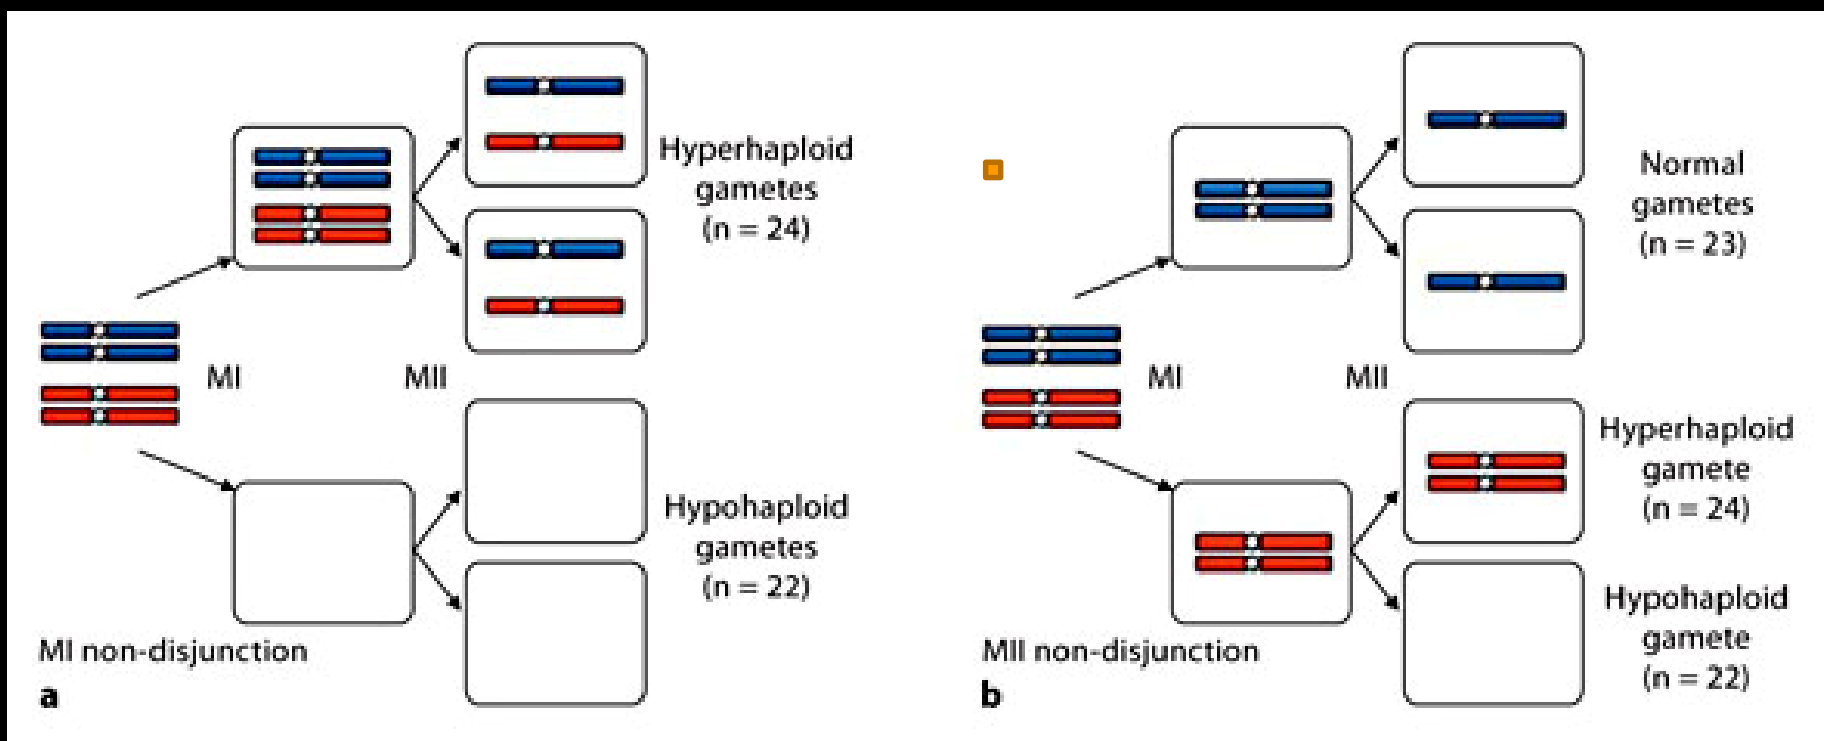 Hyperhaploid
gametes
(n = 24)
MI
MII
Hypohaploid
gametes
(n = 22)
MI non-disjunction
a
Normal
gametes
(n = 23)
MI
MII
Hyperhaploid
gamete
(n = 24)
Hypohaploid
gamete
(n = 22)
MII non-disjunction
b